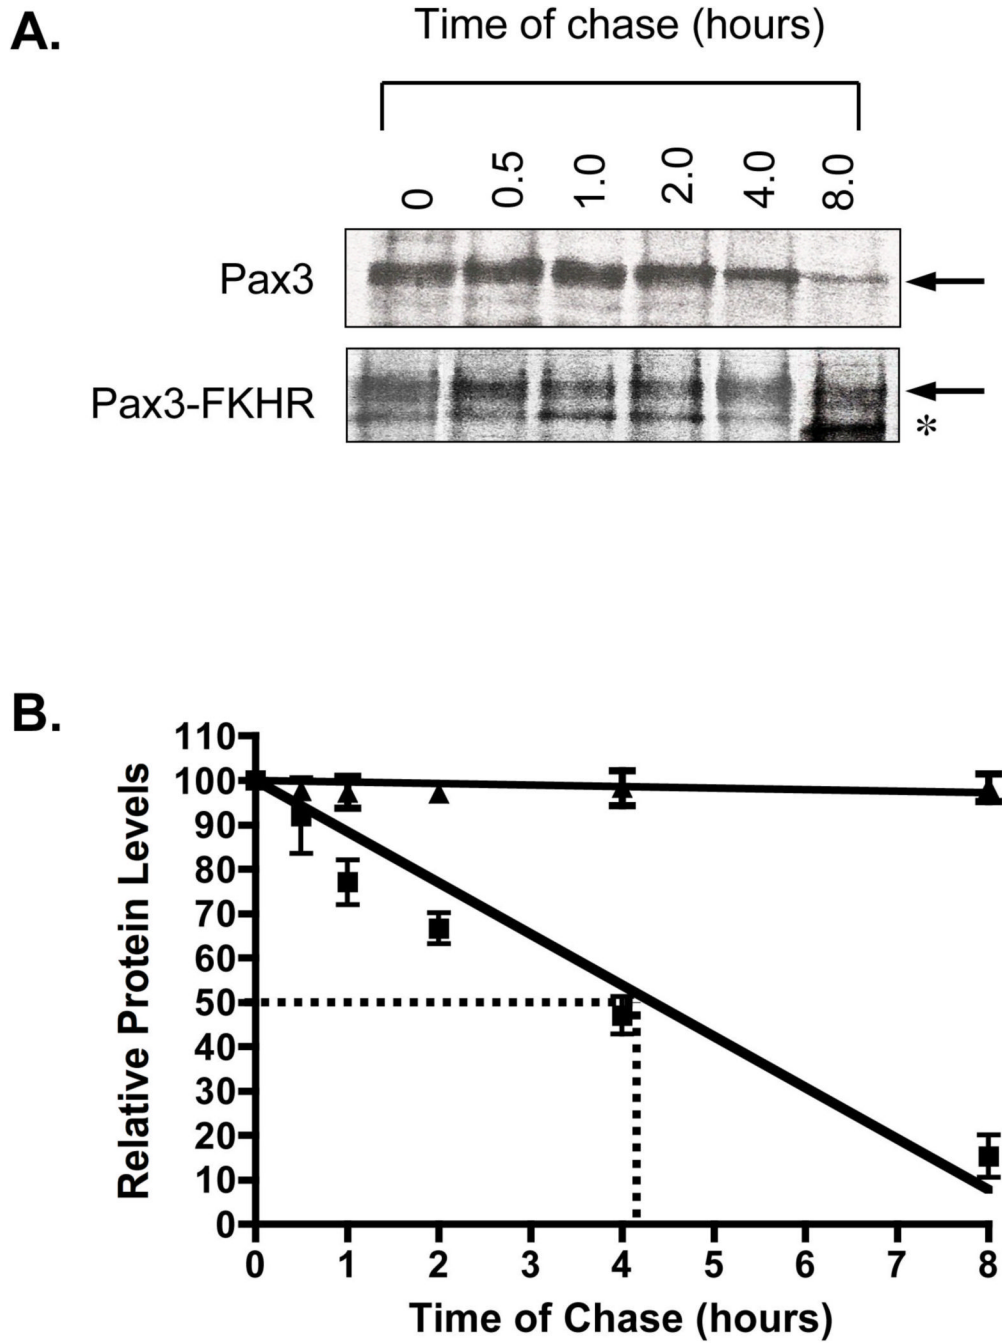 A.
Time of chase (hours)
0 0.5 1.0 2.0 4.0 8.0
Pax3
Pax3-FKHR
*
B.
Relative Protein Levels
110
100
90
80
70
60
50
40
30
20
10
0
0 1 2 3 4 5 6 7 8
Time of Chase (hours)